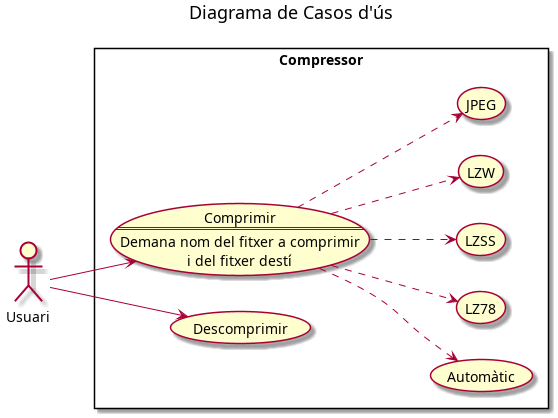 Diagrama de Casos d'ús
Compressor
JPEG
LZW
Comprimir
Demana nom del fitxer a comprimir
i del fitxer destí
LZSS
LZ78
Usuari
Descomprimir
Automàtic